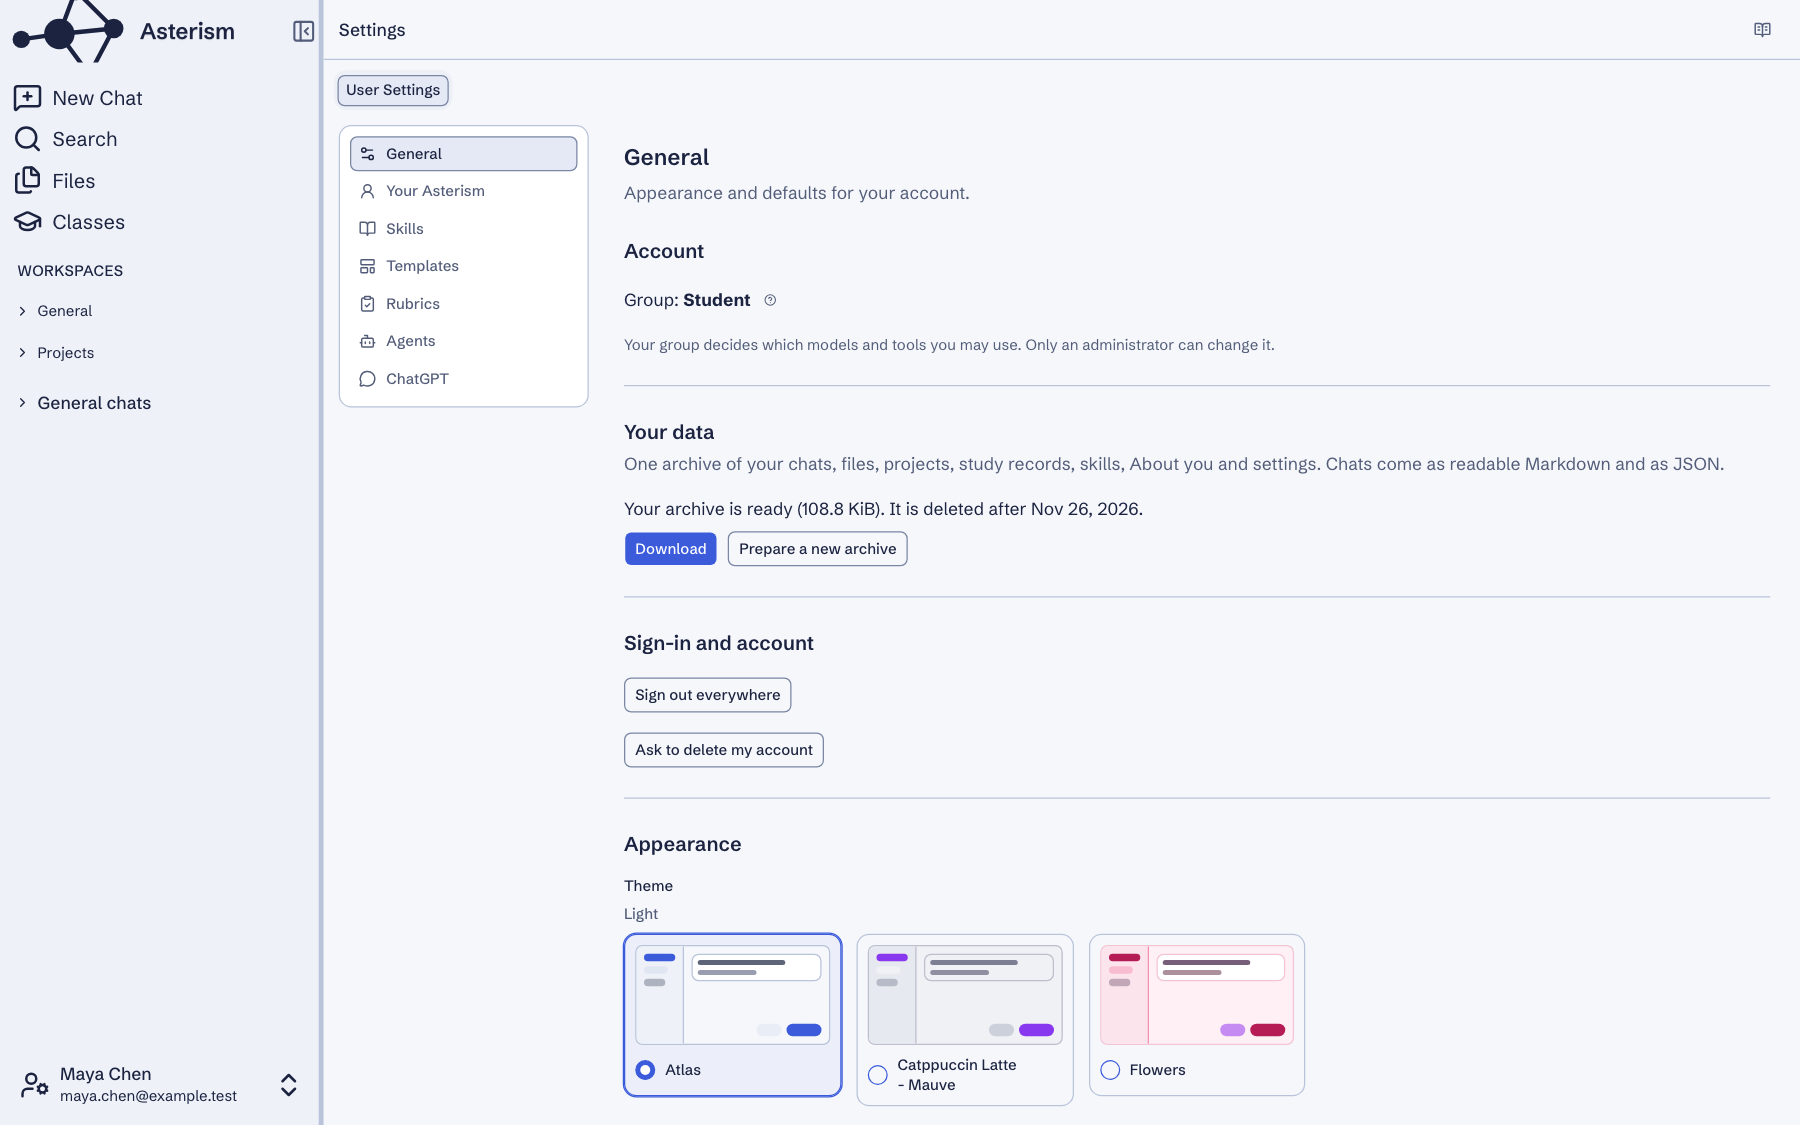 Asterism
New Chat
Search
Files
Classes
WORKSPACES
General
Projects
General chats
Maya Chen
maya.chen@example.test
Settings
User Settings
General
Your Asterism
Skills
Templates
Rubrics
Agents
ChatGPT
General
Appearance and defaults for your account.
Account
Group: Student
Your group decides which models and tools you may use. Only an administrator can change it.
Your data
One archive of your chats, files, projects, study records, skills, About you and settings. Chats come as readable Markdown and as JSON.
Your archive is ready (108.8 KiB). It is deleted after Nov 26, 2026.
Download
Prepare a new archive
Sign-in and account
Sign out everywhere
Ask to delete my account
Appearance
Theme
Light
Atlas
Catppuccin Latte
- Mauve
Flowers